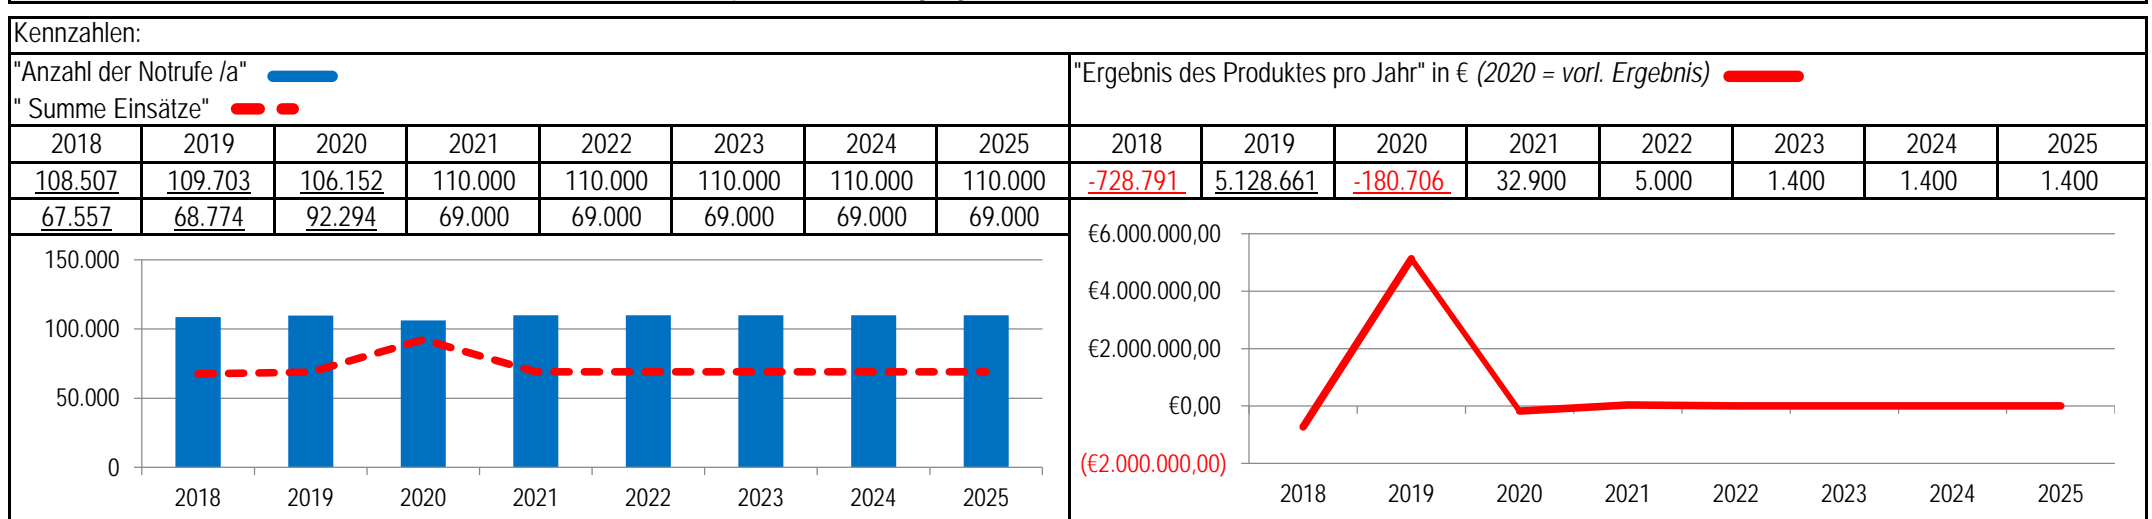 Kennzahlen:
"Anzahl der Notrufe /a"
" Summe Einsätze"
2018 2019 2020 2021 2022 2023 2024 2025
108.507 109.703 106.152 110.000 110.000 110.000 110.000 110.000
67.557 68.774 92.294 69.000 69.000 69.000 69.000 69.000
150.000
100.000
50.000
0
2018 2019 2020 2021 2022 2023 2024 2025
"Ergebnis des Produktes pro Jahr" in € (2020 = vorl. Ergebnis)
2018 2019 2020 2021 2022 2023 2024 2025
-728.791 5.128.661 -180.706 32.900 5.000 1.400 1.400 1.400
€6.000.000,00
€4.000.000,00
€2.000.000,00
€0,00
(€2.000.000,00)
2018 2019 2020 2021 2022 2023 2024 2025